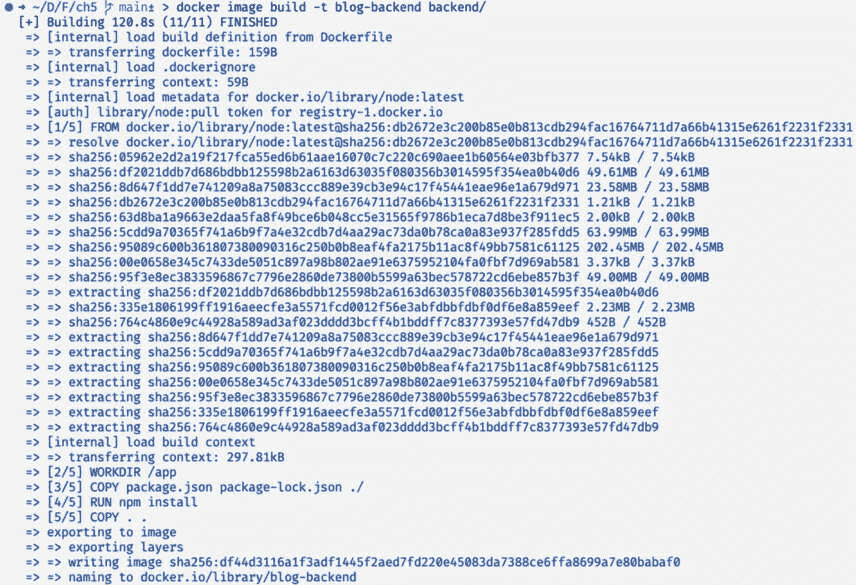 → ~/D/F/ch5 main± > docker image build -t blog-backend backend/
[+] Building 120.8s (11/11) FINISHED
=> [internal] load build definition from Dockerfile
=> => transferring dockerfile: 159B
=> [internal] load .dockerignore
=> => transferring context: 59B
=> [internal] load metadata for docker.io/library/node:latest
=> [auth] library/node:pull token for registry-1.docker.io
=> [1/5] FROM docker.io/library/node:latest@sha256:db2672e3c200b85e0b813cdb294fac16764711d7a66b41315e6261f2231f2331
=> => resolve docker.io/library/node:latest@sha256:db2672e3c200b85e0b813cdb294fac16764711d7a66b41315e6261f2231f2331
=> => sha256:05962e2d2a19f217fca55ed6b61aae16070c7c220c690aee1b60564e03bfb377 7.54kB / 7.54kB
=> => sha256:df2021ddb7d686bdbb125598b2a6163d63035f080356b3014595f354ea0b40d6 49.61MB / 49.61MB
=> => sha256:8d647f1dd7e741209a8a75083ccc889e39cb3e94c17f45441eae96e1a679d971 23.58MB / 23.58MB
=> => sha256:db2672e3c200b85e0b813cdb294fac16764711d7a66b41315e6261f2231f2331 1.21kB / 1.21kB
=> => sha256:63d8ba1a9663e2daa5fa8f49bce6b048cc5e31565f9786b1eca7d8be3f911ec5 2.00kB / 2.00kB
=> => sha256:5cdd9a70365f741a6b9f7a4e32cdb7d4aa29ac73da0b78ca0a83e937f285fdd5 63.99MB / 63.99MB
=> => sha256:95089c600b361807380090316c250b0b8eaf4fa2175b11ac8f49bb7581c61125 202.45MB / 202.45MB
=> => sha256:00e0658e345c7433de5051c897a98b802ae91e6375952104fa0fbf7d969ab581 3.37kB / 3.37kB
=> => sha256:95f3e8ec3833596867c7796e2860de73800b5599a63bec578722cd6ebe857b3f 49.00MB / 49.00MB
=> => extracting sha256:df2021ddb7d686bdbb125598b2a6163d63035f080356b3014595f354ea0b40d6
=> => sha256:335e1806199ff1916aeecfe3a5571fcd0012f56e3abfdbbfdbf0df6e8a859eef 2.23MB / 2.23MB
=> => sha256:764c4860e9c44928a589ad3af023dddd3bcff4b1bddff7c8377393e57fd47db9 452B / 452B
=> => extracting sha256:8d647f1dd7e741209a8a75083ccc889e39cb3e94c17f45441eae96e1a679d971
=> => extracting sha256:5cdd9a70365f741a6b9f7a4e32cdb7d4aa29ac73da0b78ca0a83e937f285fdd5
=> => extracting sha256:95089c600b361807380090316c250b0b8eaf4fa2175b11ac8f49bb7581c61125
=> => extracting sha256:00e0658e345c7433de5051c897a98b802ae91e6375952104fa0fbf7d969ab581
=> => extracting sha256:95f3e8ec3833596867c7796e2860de73800b5599a63bec578722cd6ebe857b3f
=> => extracting sha256:335e1806199ff1916aeecfe3a5571fcd0012f56e3abfdbbfdbf0df6e8a859eef
=> => extracting sha256:764c4860e9c44928a589ad3af023dddd3bcff4b1bddff7c8377393e57fd47db9
=> [internal] load build context
=> => transferring context: 297.81kB
=> [2/5] WORKDIR /app
=> [3/5] COPY package.json package-lock.json ./
=> [4/5] RUN npm install
=> [5/5] COPY . .
=> exporting to image
=> => exporting layers
=> => writing image sha256:df44d3116a1f3adf1445f2aed7fd220e45083da7388ce6ffa8699a7e80babaf0
=> => naming to docker.io/library/blog-backend